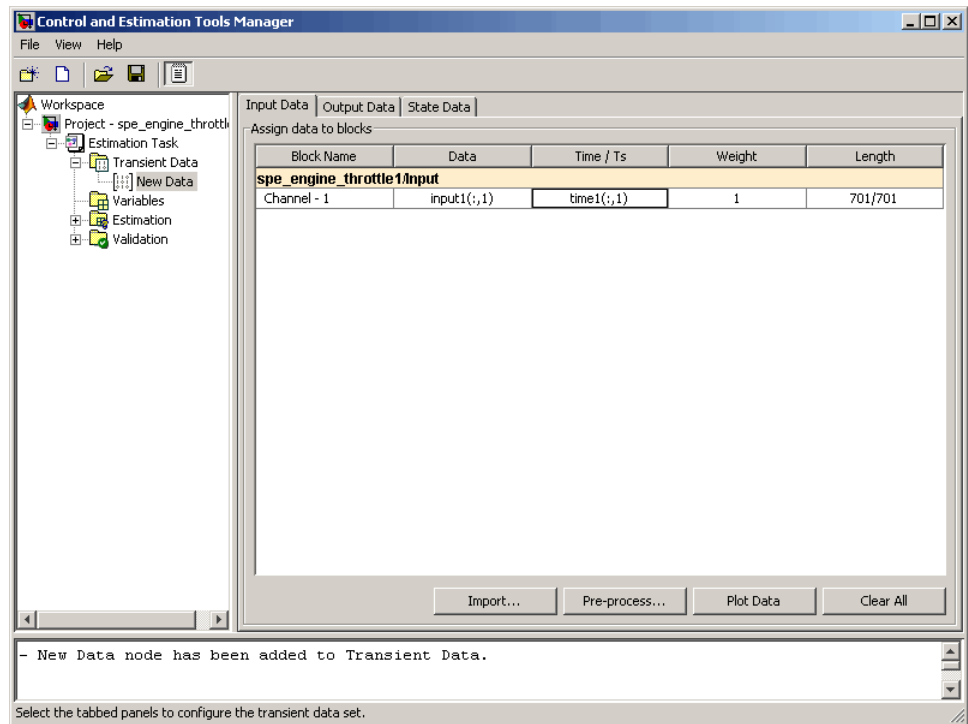 Control and Estimation Tools Manager
File View Help
Workspace
Project - spe_engine_throttl
Estimation Task
Transient Data
New Data
Variables
Estimation
Validation
Input Data Output Data State Data
Assign data to blocks
Block Name Data Time / Ts Weight Length
spe_engine_throttle1/Input
Channel - 1 input1(:,1) time1(:,1) 1 701/701
Import... Pre-process... Plot Data Clear All
- New Data node has been added to Transient Data.
Select the tabbed panels to configure the transient data set.